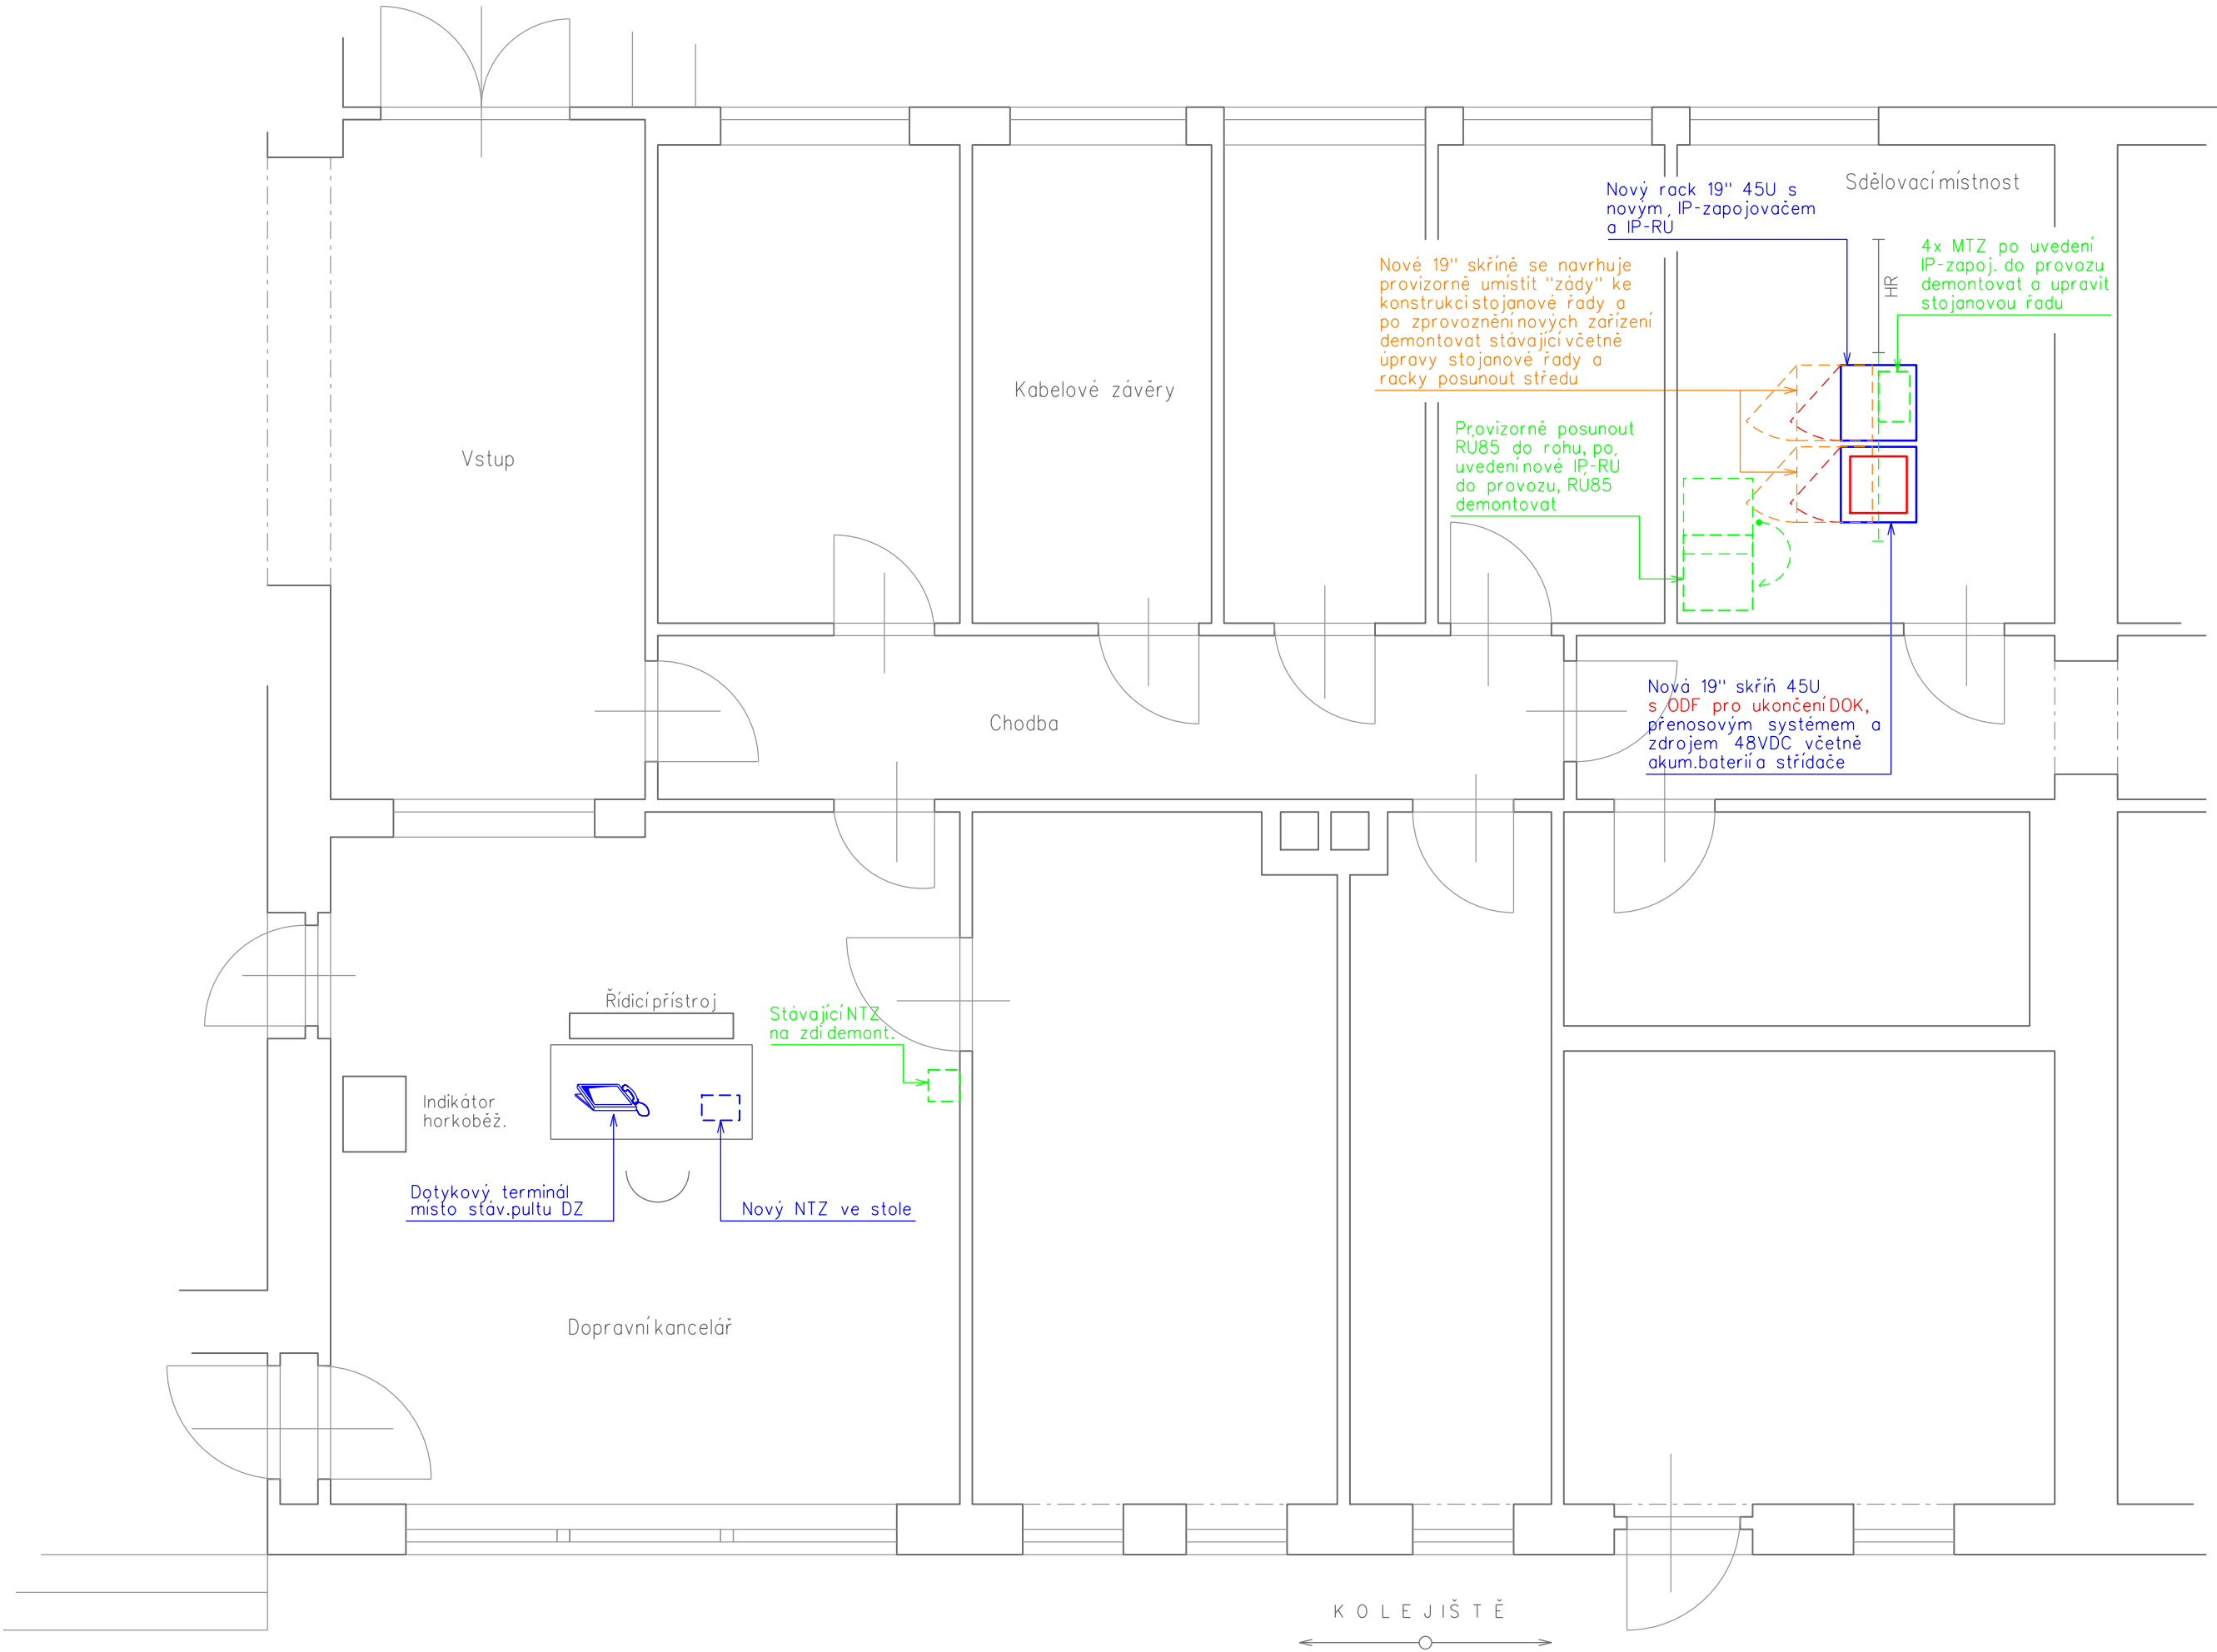 Sdělovací místnost
Nový rack 19" 45U s
novým IP-zapojovačem
a IP-RÚ
4x MTZ po uvedení
IP-zapoj. do provozu
demontovat a upravit
stojanovou řadu
HR
Nové 19" skříně se navrhuje
provizorně umístit "zády" ke
konstrukci stojanové řady a
po zprovoznění nových zařízení
demontovat stávající včetně
úpravy stojanové řady a
racky posunout středu
Kabelové závěry
Vstup
Provizorně posunout
RÚ85 do rohu, po
uvedení nové IP-RÚ
do provozu, RÚ85
demontovat
Nová 19" skříň 45U
s ODF pro ukončení DOK,
přenosovým systémem a
zdrojem 48VDC včetně
akum.baterií a střídače
Chodba
Řídicí přístroj
Stávající NTZ
na zdi demont.
Indikátor
horkoběž.
Dotykový terminál
místo stáv.pultu DZ
Nový NTZ ve stole
Dopravní kancelář
KOLEJIŠTĚ